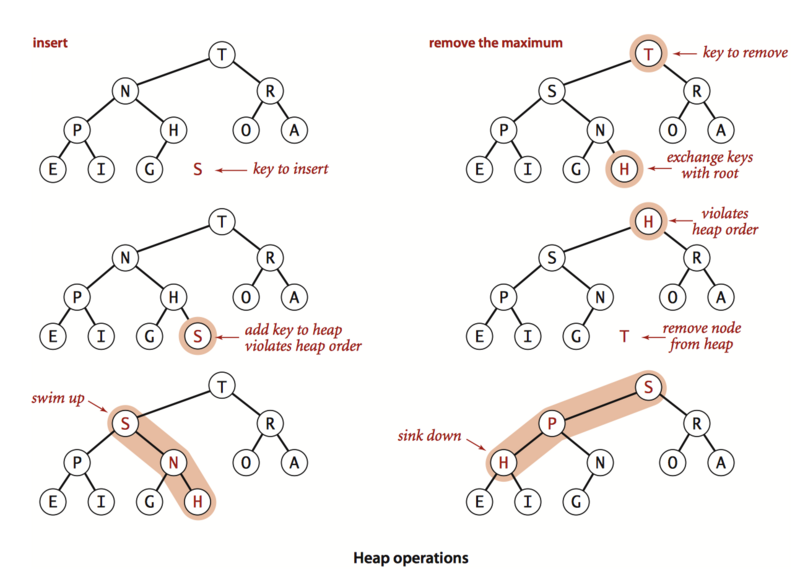 insert
T
N R
P H O A
E I G S key to insert
T
N R
P H O A
E I G S add key to heap
violates heap order
swim up
T
S R
P N O A
E I G H
remove the maximum
T key to remove
S R
P N O A
E I G H exchange keys
with root
H violates
heap order
S R
P N O A
E I G T remove node
from heap
S
P R
sink down
H N O A
E I G
Heap operations